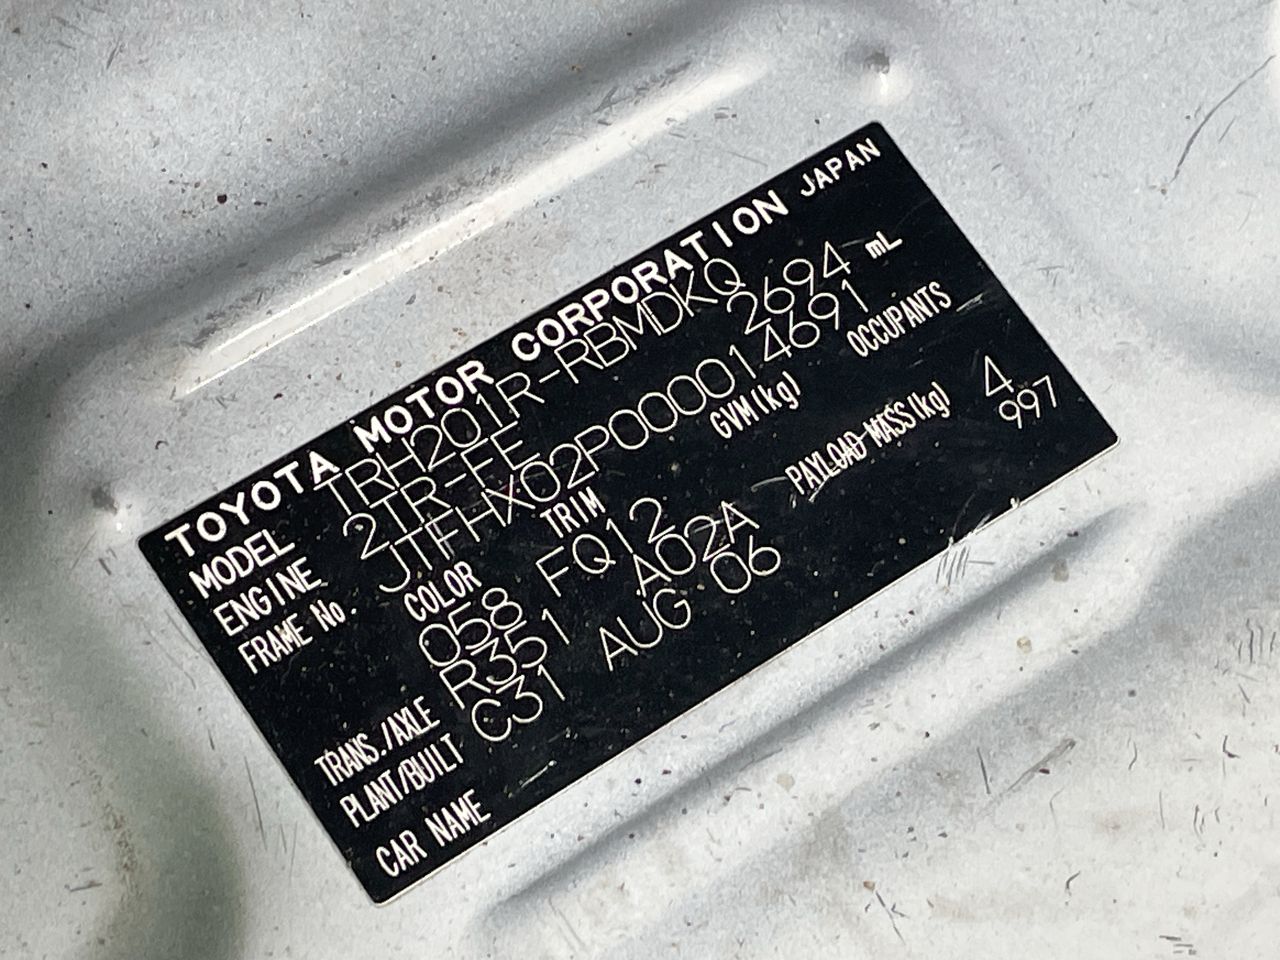 TOYOTA MOTOR CORPORATION JAPAN
MODEL TRH201R-RBMDKQ
ENGINE 2TR-FE 2694 mL
FRAME No. JTFHX02P000014691
COLOR TRIM GVM(kg) OCCUPANTS
058 FQ12 4
PAYLOAD MASS(kg) 997
TRANS./AXLE R351 A02A
PLANT/BUILT C31 AUG 06
CAR NAME